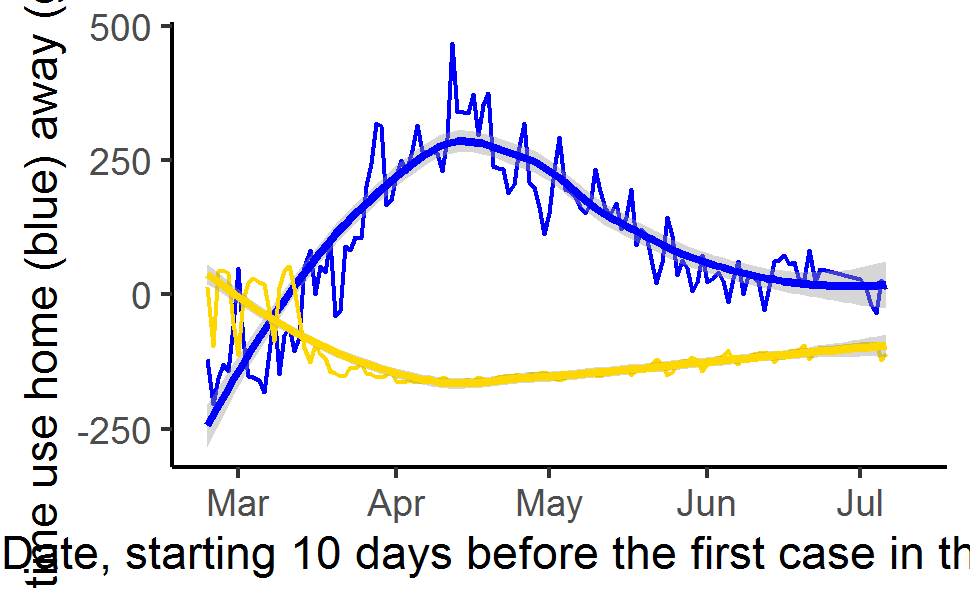 time use home (blue) away (
500
250
0
-250
Mar Apr May Jun Jul
Date, starting 10 days before the first case in th